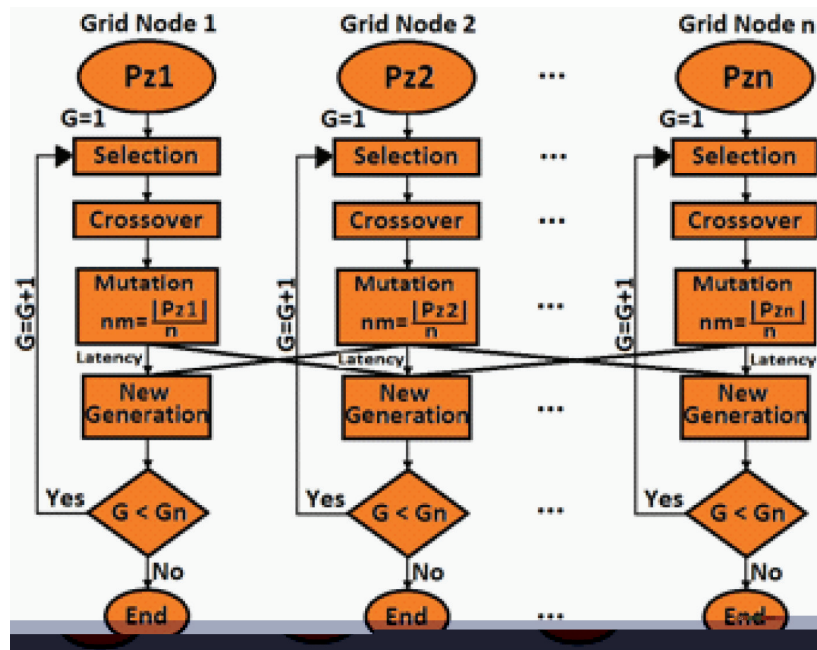 Grid Node 1 Grid Node 2 Grid Node n
Pz1 Pz2 ... Pzn
G=1 G=1 G=1
Selection Selection ... Selection
Crossover Crossover ... Crossover
Mutation Mutation ... Mutation
nm=|Pz1|/n nm=|Pz2|/n nm=|Pzn|/n
G=G+1 G=G+1 G=G+1
Latency Latency Latency
New New ... New
Generation Generation Generation
Yes G < Gn Yes G < Gn ... Yes G < Gn
No No No
End End ... End